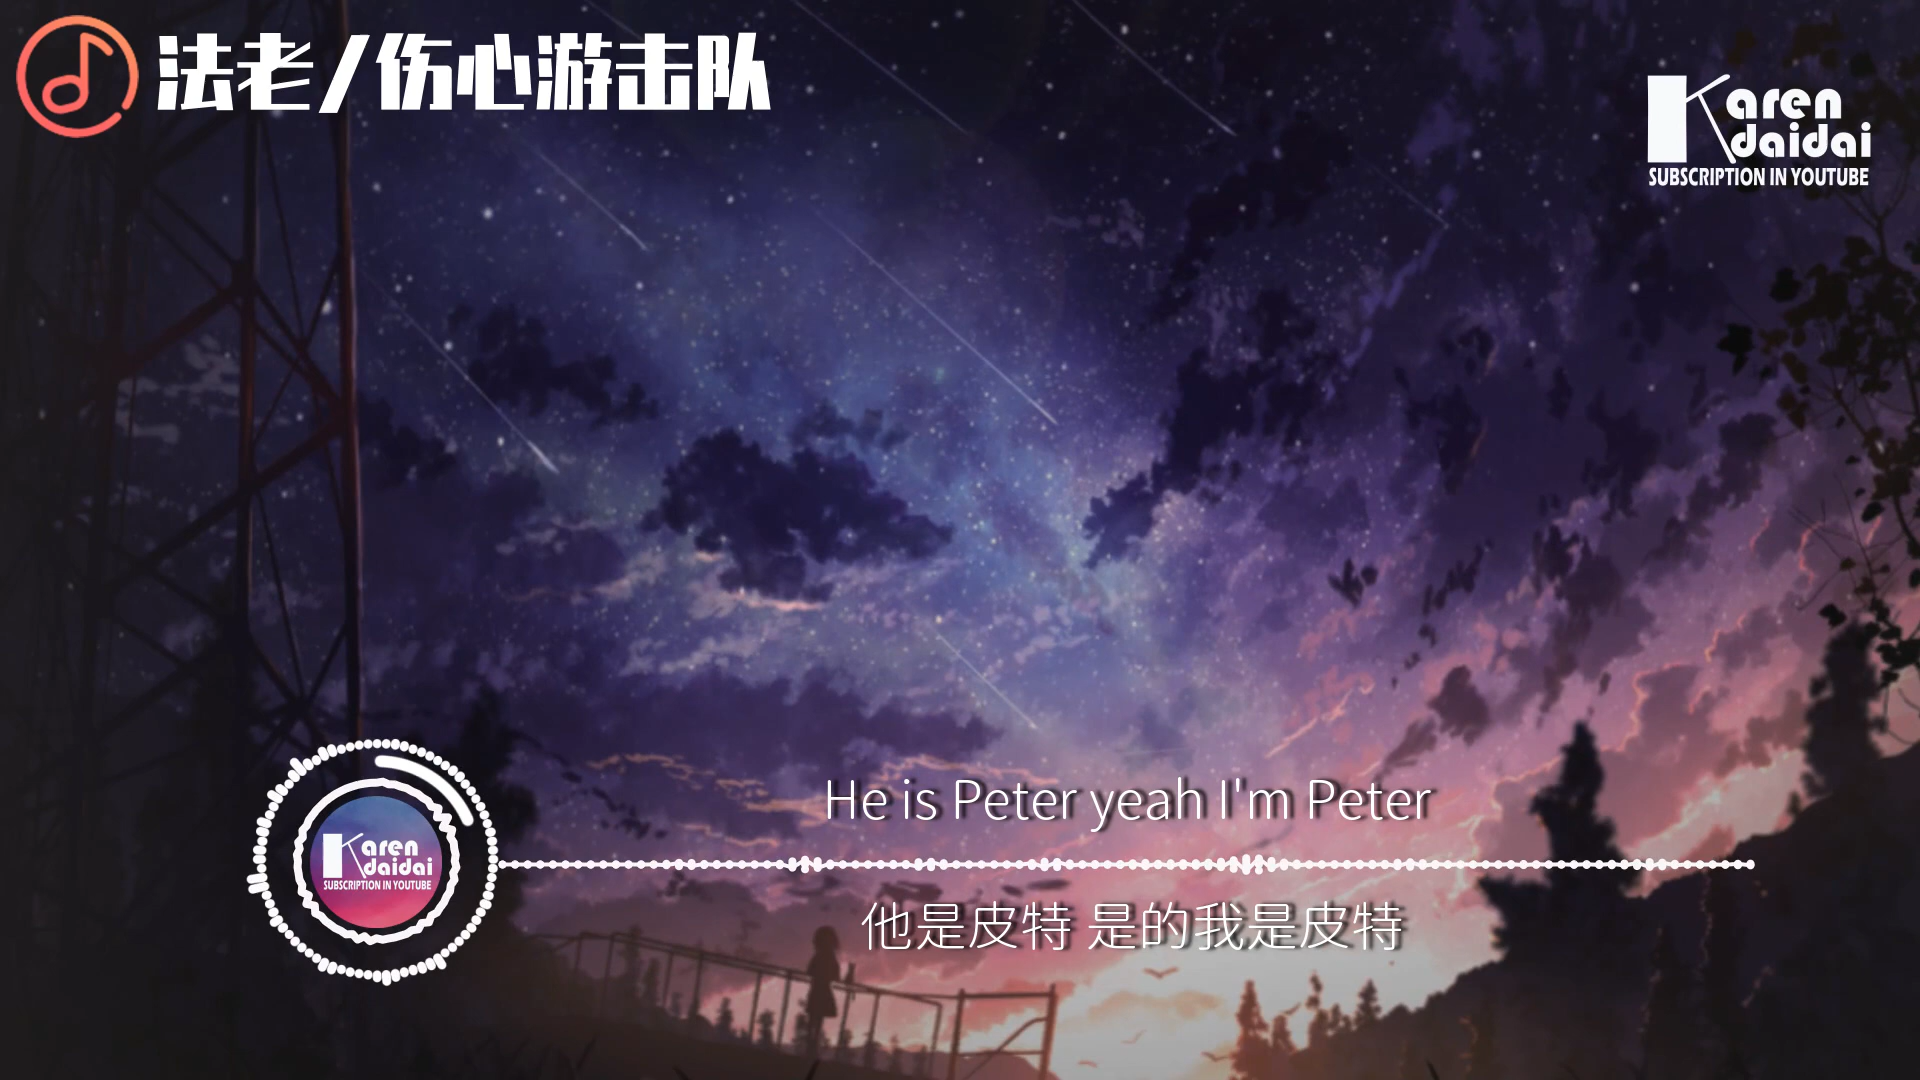 法老/伤心游击队
Karen
daidai
SUBSCRIPTION IN YOUTUBE
He is Peter yeah I'm Peter
Karen
daidai
SUBSCRIPTION IN YOUTUBE
他是皮特 是的我是皮特